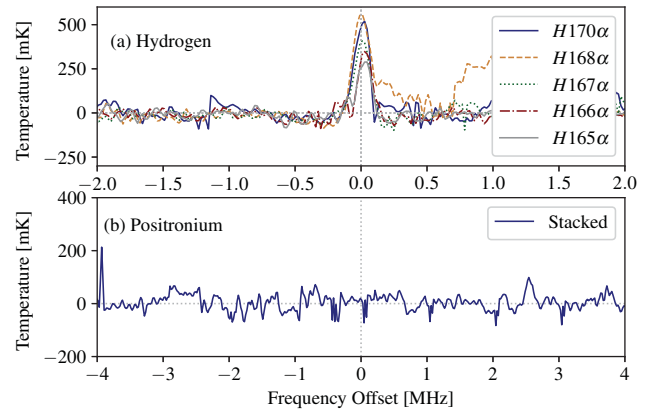 (a) Hydrogen
H170α
H168α
H167α
H166α
H165α
Temperature [mK]
500
250
0
−250
−2.0 −1.5 −1.0 −0.5 0.0 0.5 1.0 1.5 2.0
(b) Positronium
Stacked
Temperature [mK]
400
200
0
−200
−4 −3 −2 −1 0 1 2 3 4
Frequency Offset [MHz]